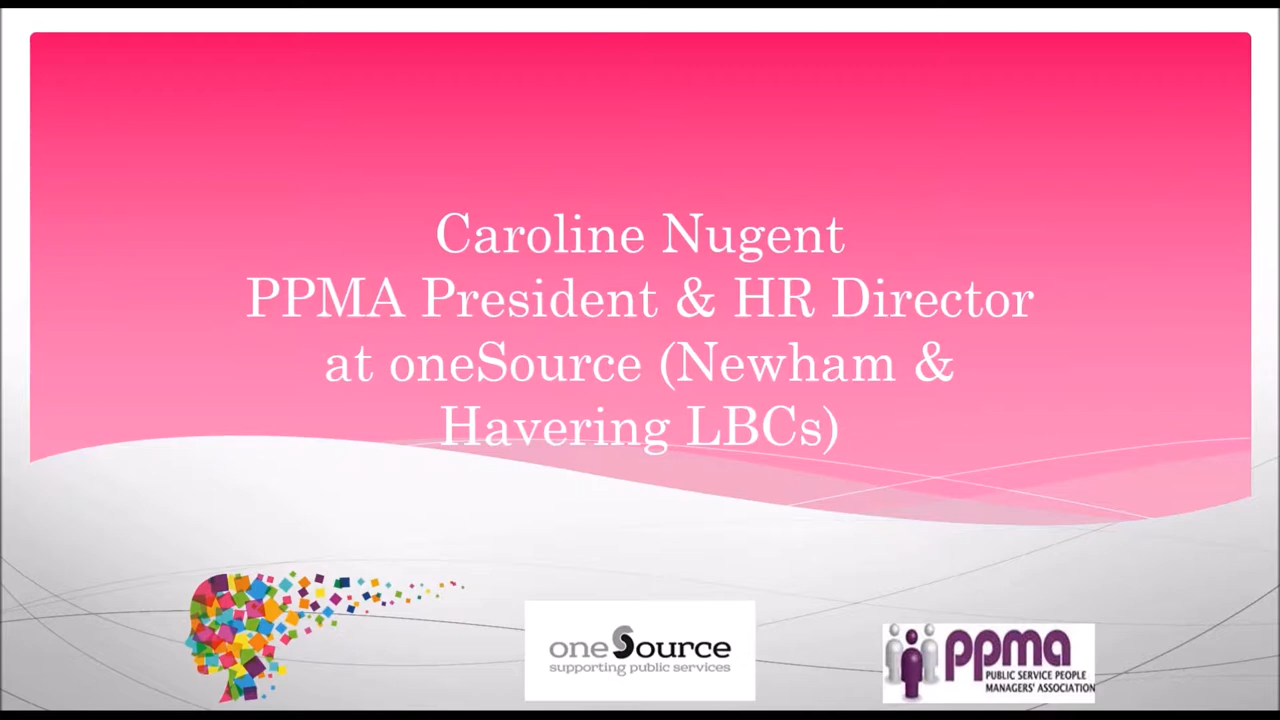 Caroline Nugent
PPMA President & HR Director
at oneSource (Newham &
Havering LBCs)
oneSource
supporting public services
ppma
PUBLIC SERVICE PEOPLE
MANAGERS' ASSOCIATION